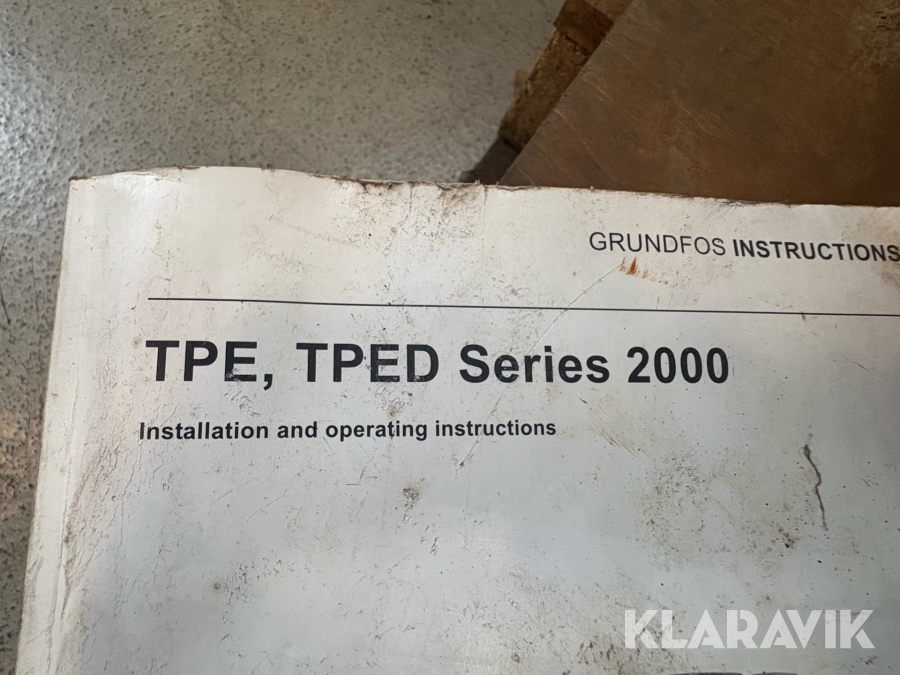 GRUNDFOS INSTRUCTIONS
TPE, TPED Series 2000
Installation and operating instructions
KLARAVIK